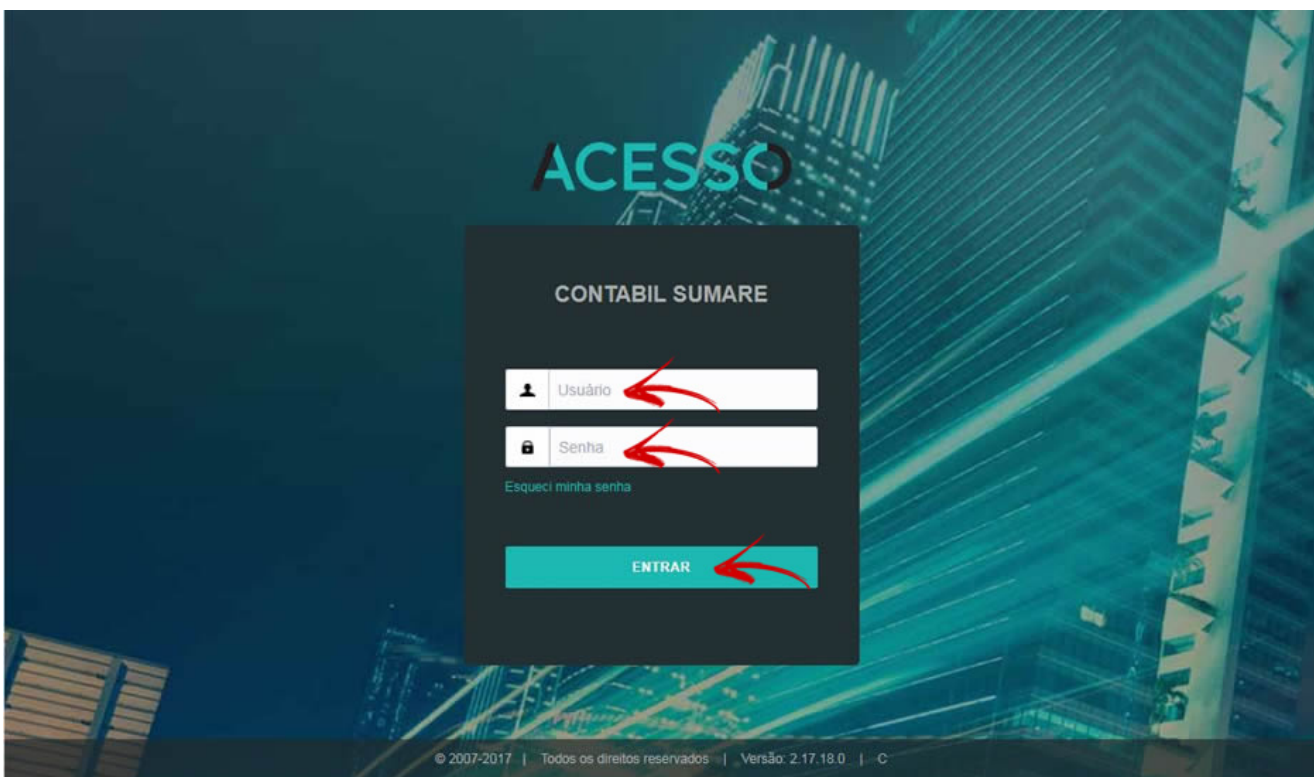 ACESSO
CONTABIL SUMARE
Usuário
Senha
Esqueci minha senha
ENTRAR
© 2007-2017 | Todos os direitos reservados | Versão: 2.17.18.0 | C